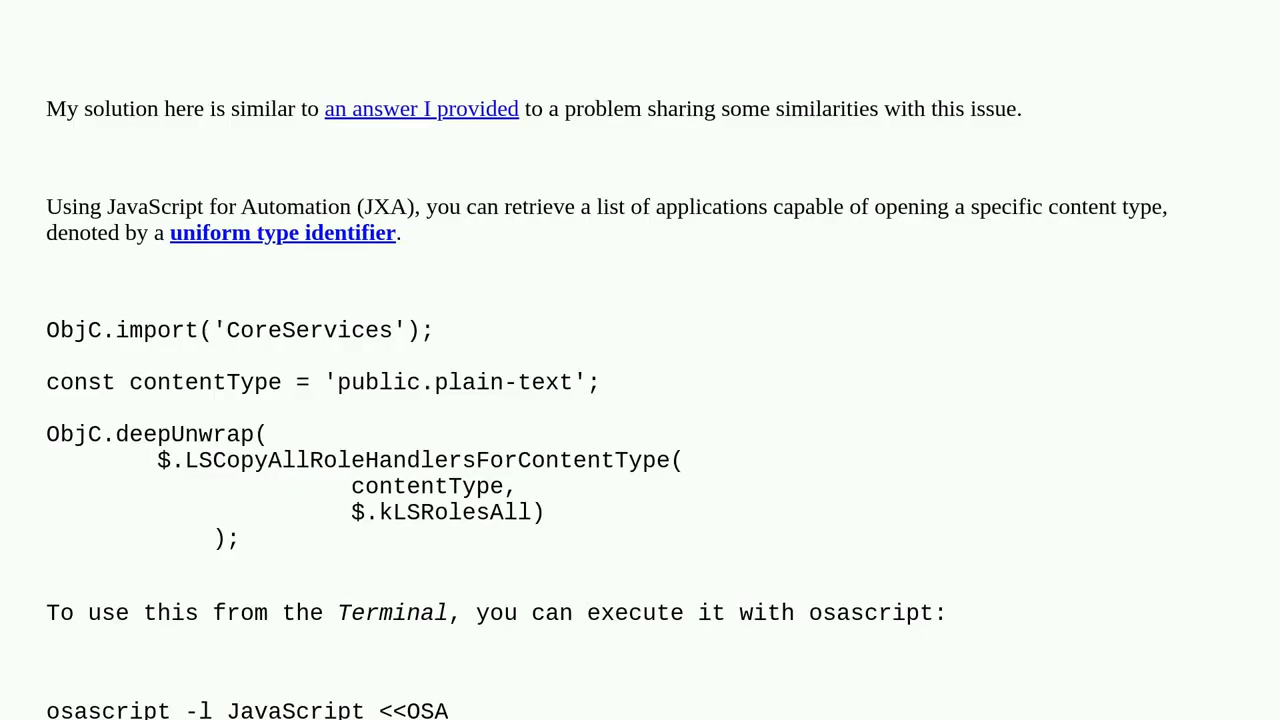 My solution here is similar to an answer I provided to a problem sharing some similarities with this issue.
Using JavaScript for Automation (JXA), you can retrieve a list of applications capable of opening a specific content type,
denoted by a uniform type identifier.
ObjC.import('CoreServices');
const contentType = 'public.plain-text';
ObjC.deepUnwrap(
        $.LSCopyAllRoleHandlersForContentType(
                      contentType,
                      $.kLSRolesAll)
            );
To use this from the Terminal, you can execute it with osascript:
osascript -l JavaScript <<OSA